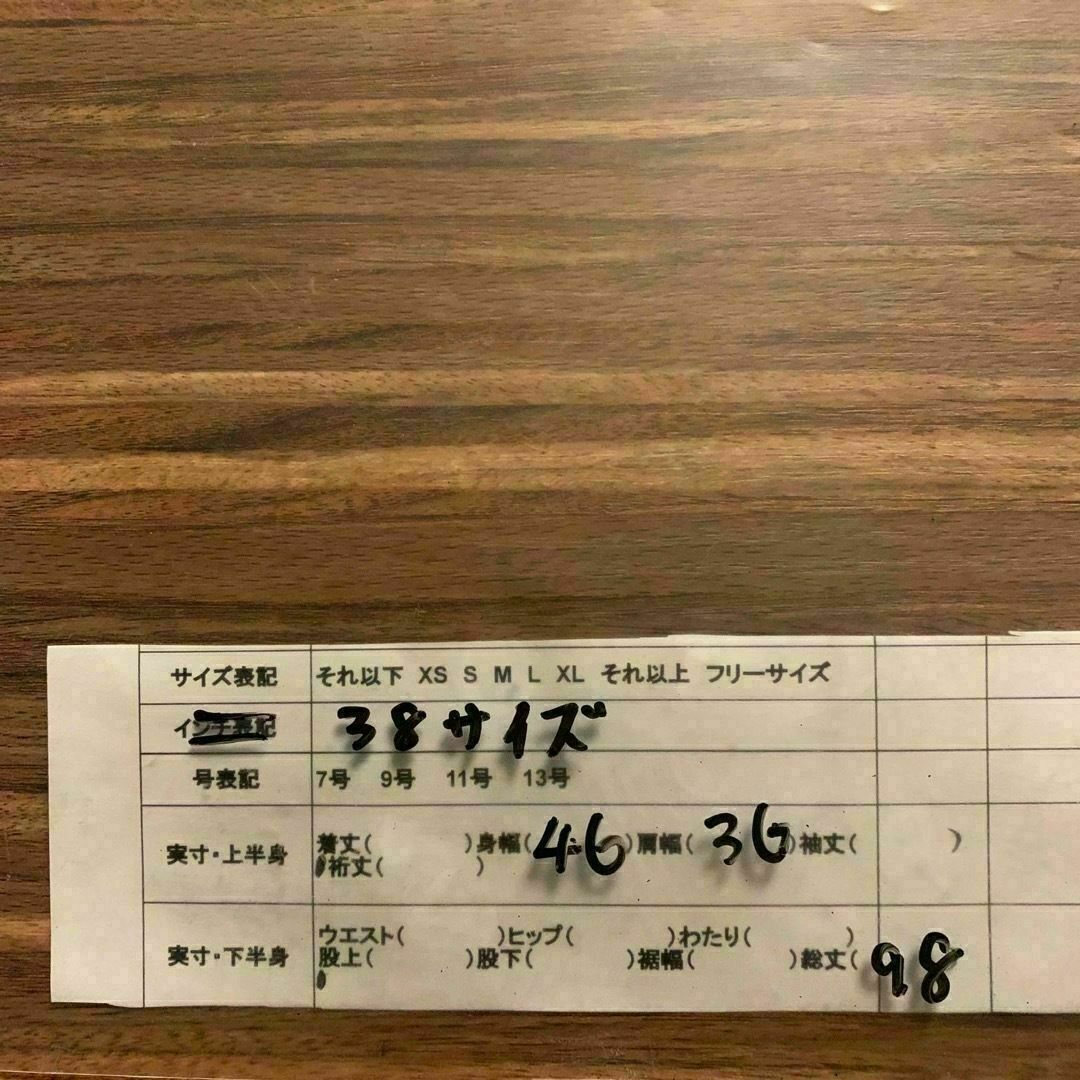 サイズ表記 それ以下 XS S M L XL それ以上 フリーサイズ
インチ表記 38サイズ
号表記 7号 9号 11号 13号
実寸・上半身 着丈( )身幅(46)肩幅(36)袖丈( )
裄丈( )
実寸・下半身 ウエスト( )ヒップ( )わたり( )
股上( )股下( )裾幅( )総丈(98